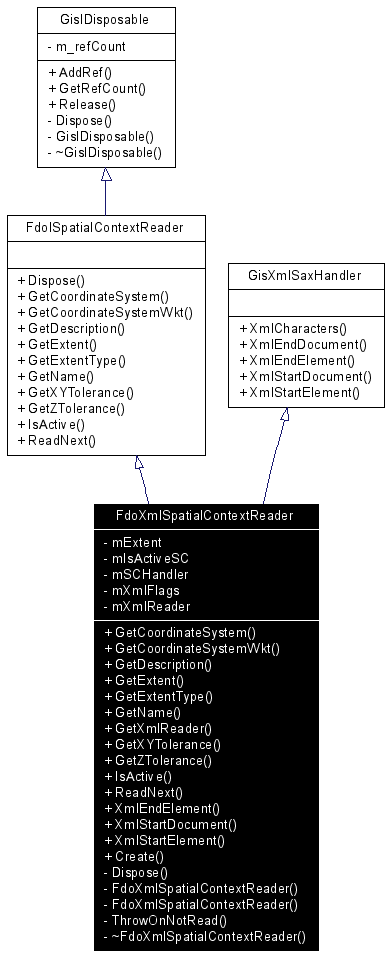 GisIDisposable
- m_refCount
+ AddRef()
+ GetRefCount()
+ Release()
- Dispose()
- GisIDisposable()
- ~GisIDisposable()
FdoISpatialContextReader
+ Dispose()
+ GetCoordinateSystem()
+ GetCoordinateSystemWkt()
+ GetDescription()
+ GetExtent()
+ GetExtentType()
+ GetName()
+ GetXYTolerance()
+ GetZTolerance()
+ IsActive()
+ ReadNext()
GisXmlSaxHandler
+ XmlCharacters()
+ XmlEndDocument()
+ XmlEndElement()
+ XmlStartDocument()
+ XmlStartElement()
FdoXmlSpatialContextReader
- mExtent
- mIsActiveSC
- mSCHandler
- mXmlFlags
- mXmlReader
+ GetCoordinateSystem()
+ GetCoordinateSystemWkt()
+ GetDescription()
+ GetExtent()
+ GetExtentType()
+ GetName()
+ GetXmlReader()
+ GetXYTolerance()
+ GetZTolerance()
+ IsActive()
+ ReadNext()
+ XmlEndElement()
+ XmlStartDocument()
+ XmlStartElement()
+ Create()
- Dispose()
- FdoXmlSpatialContextReader()
- FdoXmlSpatialContextReader()
- ThrowOnNotRead()
- ~FdoXmlSpatialContextReader()